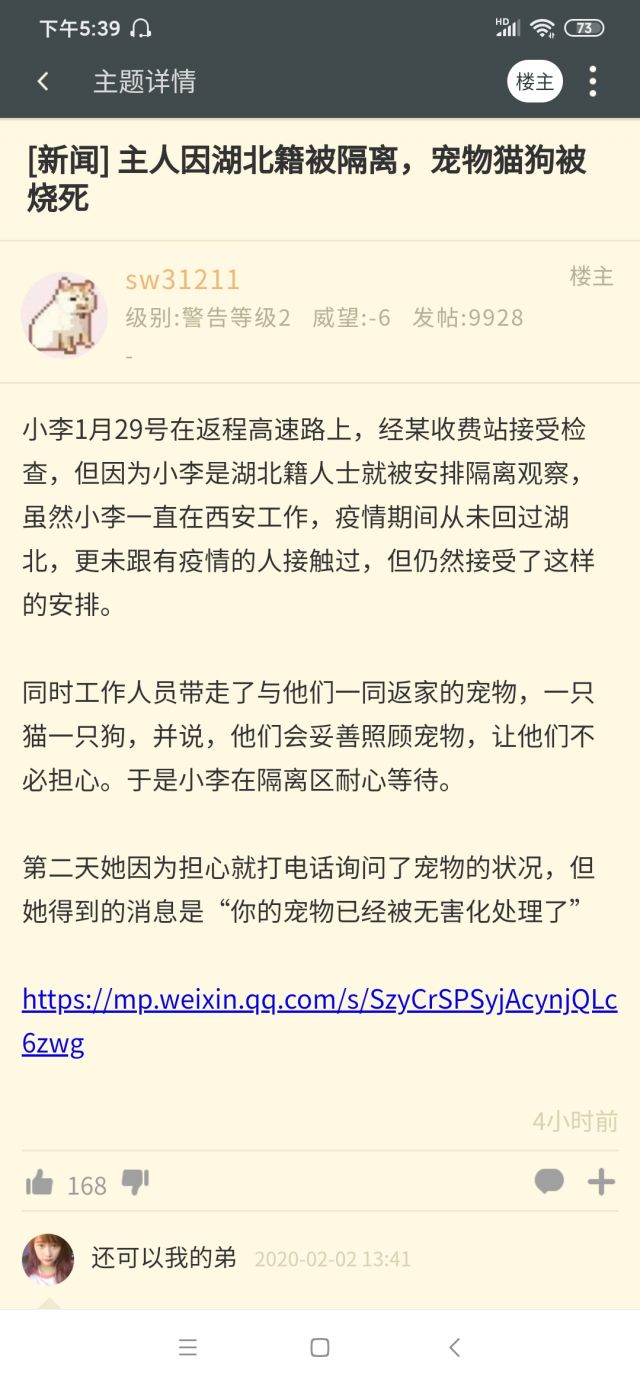 下午5:39
HD
73
主题详情
楼主
[新闻] 主人因湖北籍被隔离，宠物猫狗被
烧死
sw31211
楼主
级别:警告等级2 威望:-6 发帖:9928
-
小李1月29号在返程高速路上，经某收费站接受检
查，但因为小李是湖北籍人士就被安排隔离观察，
虽然小李一直在西安工作，疫情期间从未回过湖
北，更未跟有疫情的人接触过，但仍然接受了这样
的安排。
同时工作人员带走了与他们一同返家的宠物，一只
猫一只狗，并说，他们会妥善照顾宠物，让他们不
必担心。于是小李在隔离区耐心等待。
第二天她因为担心就打电话询问了宠物的状况，但
她得到的消息是“你的宠物已经被无害化处理了”
https://mp.weixin.qq.com/s/SzyCrSPSyjAcynjQLc
6zwg
4小时前
168
还可以我的弟 2020-02-02 13:41